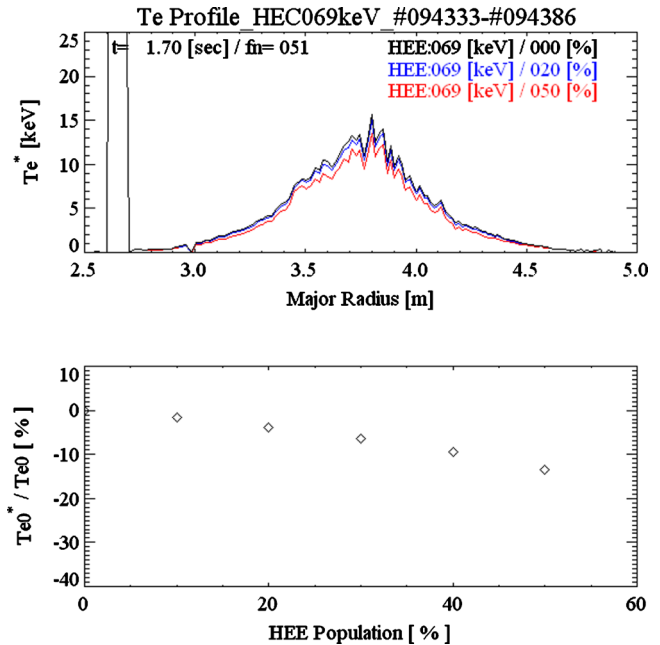 Te Profile_HEC069keV_#094333-#094386
t= 1.70 [sec] / fn= 051
HEE:069 [keV] / 000 [%]
HEE:069 [keV] / 020 [%]
HEE:069 [keV] / 050 [%]
25
20
15
10
5
0
Te* [keV]
2.5 3.0 3.5 4.0 4.5 5.0
Major Radius [m]
10
0
-10
-20
-30
-40
Te0* / Te0 [ % ]
0 20 40 60
HEE Population [ % ]